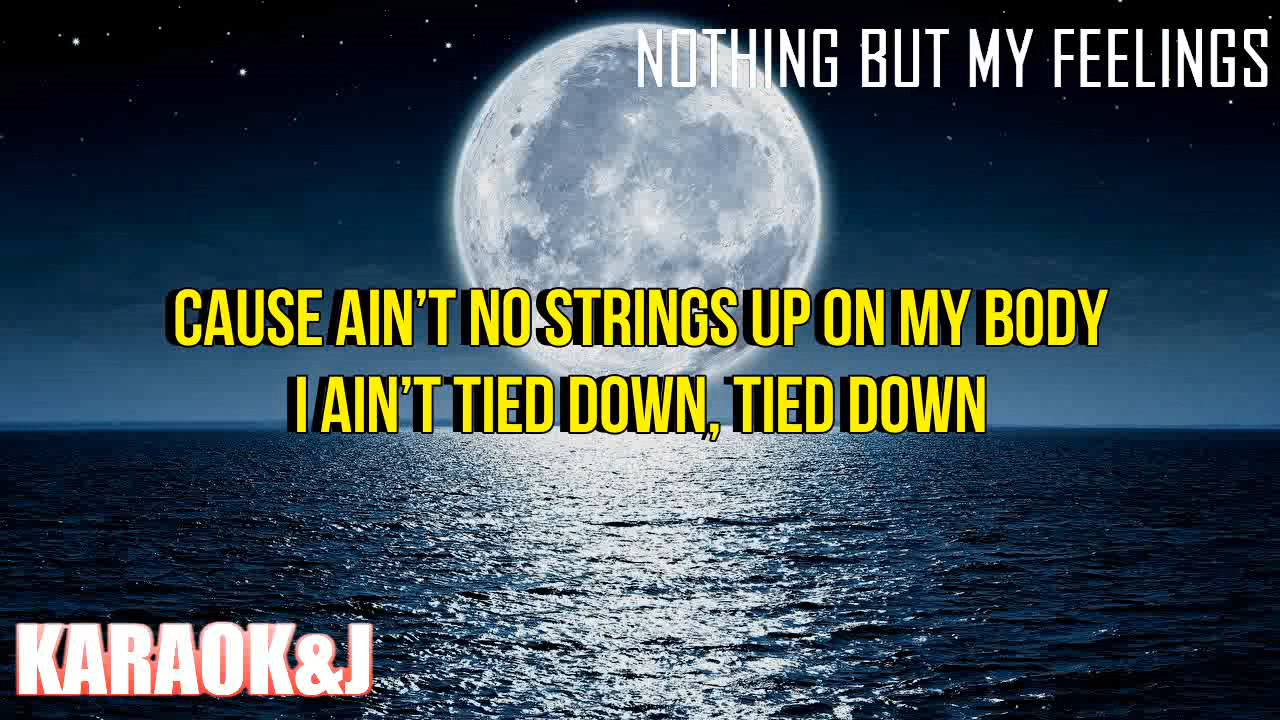 NOTHING BUT MY FEELINGS
CAUSE AIN'T NO STRINGS UP ON MY BODY
I AIN'T TIED DOWN, TIED DOWN
KARAOK&J